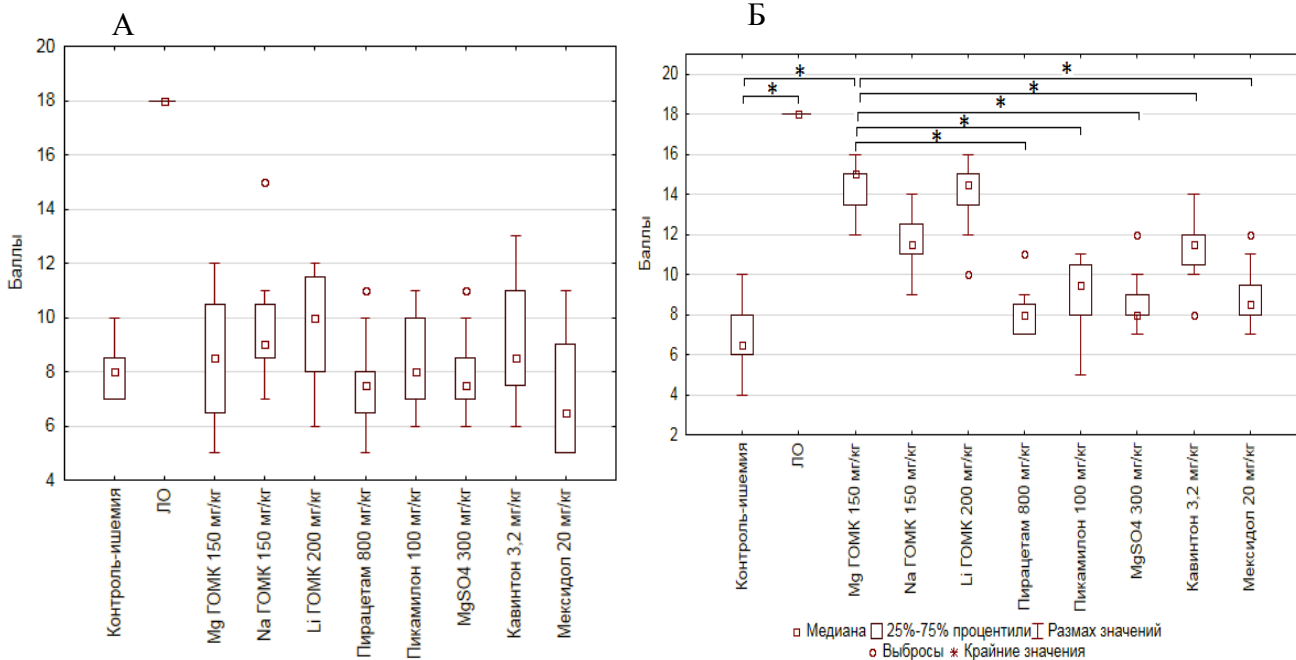 А
20
18
16
14
12
10
8
6
4
Баллы
Контроль-ишемия
ЛО
Mg ГОМК 150 мг/кг
Na ГОМК 150 мг/кг
Li ГОМК 200 мг/кг
Пирацетам 800 мг/кг
Пикамилон 100 мг/кг
MgSO4 300 мг/кг
Кавинтон 3,2 мг/кг
Мексидол 20 мг/кг
Б
20
18
16
14
12
10
8
6
4
2
Баллы
* * * * * * *
Контроль-ишемия
ЛО
Mg ГОМК 150 мг/кг
Na ГОМК 150 мг/кг
Li ГОМК 200 мг/кг
Пирацетам 800 мг/кг
Пикамилон 100 мг/кг
MgSO4 300 мг/кг
Кавинтон 3,2 мг/кг
Мексидол 20 мг/кг
Медиана 25%-75% процентили Размах значений
Выбросы * Крайние значения